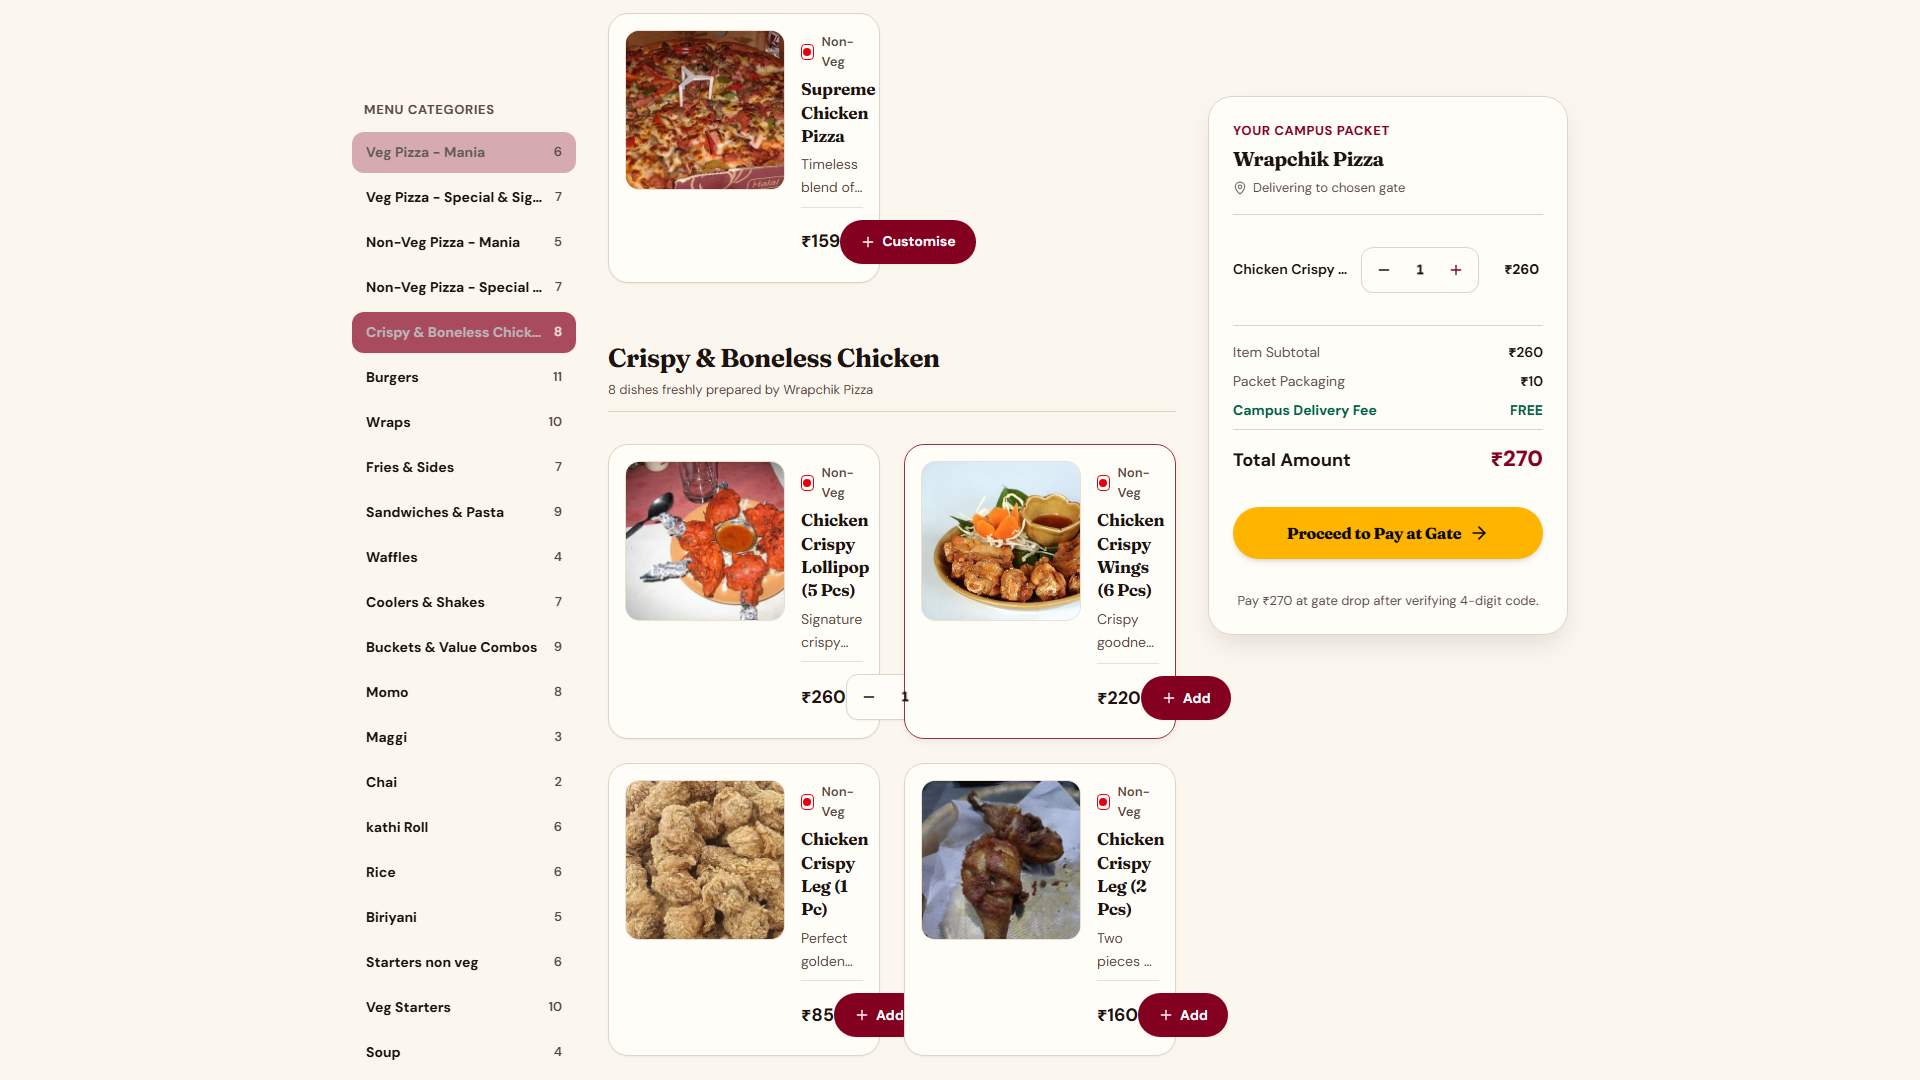 MENU CATEGORIES
Veg Pizza - Mania 6
Veg Pizza - Special & Sig... 7
Non-Veg Pizza - Mania 5
Non-Veg Pizza - Special ... 7
Crispy & Boneless Chick... 8
Burgers 11
Wraps 10
Fries & Sides 7
Sandwiches & Pasta 9
Waffles 4
Coolers & Shakes 7
Buckets & Value Combos 9
Momo 8
Maggi 3
Chai 2
kathi Roll 6
Rice 6
Biriyani 5
Starters non veg 6
Veg Starters 10
Soup 4
Halal
Non-
Veg
Supreme
Chicken
Pizza
Timeless
blend of...
₹159
+ Customise
Crispy & Boneless Chicken
8 dishes freshly prepared by Wrapchik Pizza
Non-
Veg
Chicken
Crispy
Lollipop
(5 Pcs)
Signature
crispy...
₹260
− 1
Non-
Veg
Chicken
Crispy
Wings
(6 Pcs)
Crispy
goodne...
₹220
+ Add
Non-
Veg
Chicken
Crispy
Leg (1
Pc)
Perfect
golden...
₹85
+ Add
Non-
Veg
Chicken
Crispy
Leg (2
Pcs)
Two
pieces ...
₹160
+ Add
YOUR CAMPUS PACKET
Wrapchik Pizza
Delivering to chosen gate
Chicken Crispy ... − 1 + ₹260
Item Subtotal ₹260
Packet Packaging ₹10
Campus Delivery Fee FREE
Total Amount ₹270
Proceed to Pay at Gate →
Pay ₹270 at gate drop after verifying 4-digit code.